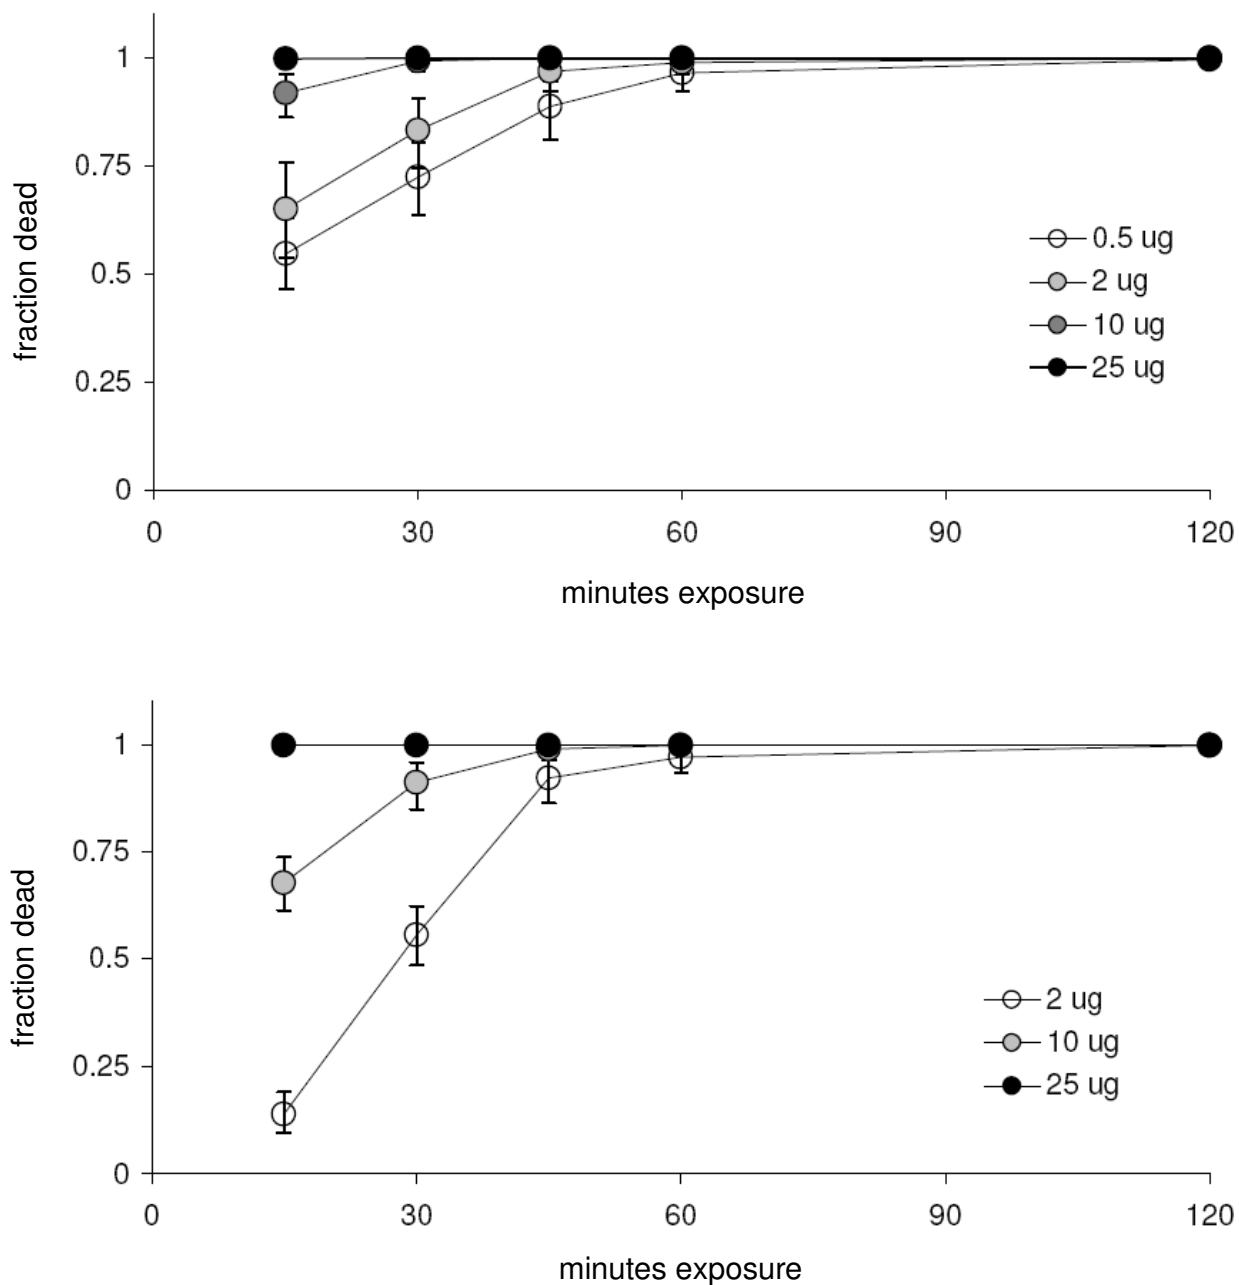 1
0.75
0.5
0.25
0
fraction dead
0 30 60 90 120
minutes exposure
0.5 ug
2 ug
10 ug
25 ug
1
0.75
0.5
0.25
0
fraction dead
0 30 60 90 120
minutes exposure
2 ug
10 ug
25 ug